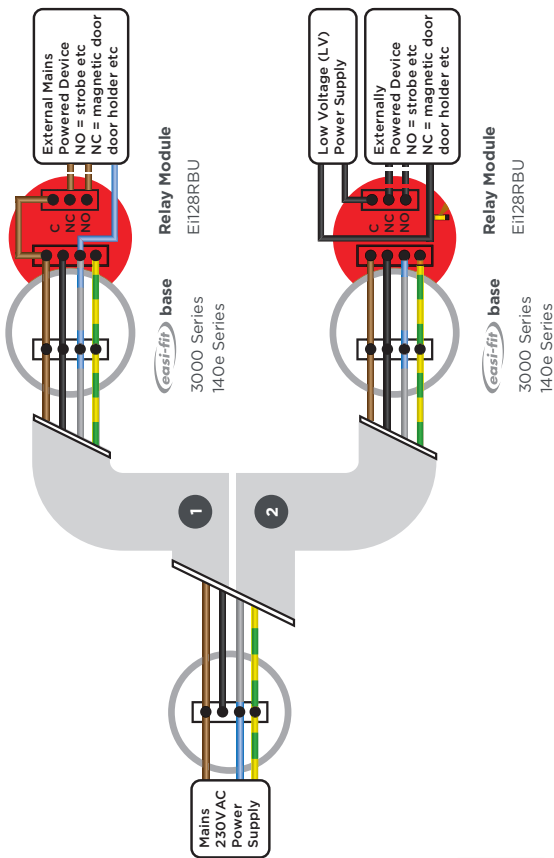 Mains
230VAC
Power
Supply
1
2
External Mains
Powered Device
NO = strobe etc
NC = magnetic door
door holder etc
C
NC
NO
Relay Module
Ei128RBU
easi-fit base
3000 Series
140e Series
Low Voltage (LV)
Power Supply
Externally
Powered Device
NO = strobe etc
NC = magnetic door
door holder etc
C
NC
NO
Relay Module
Ei128RBU
easi-fit base
3000 Series
140e Series